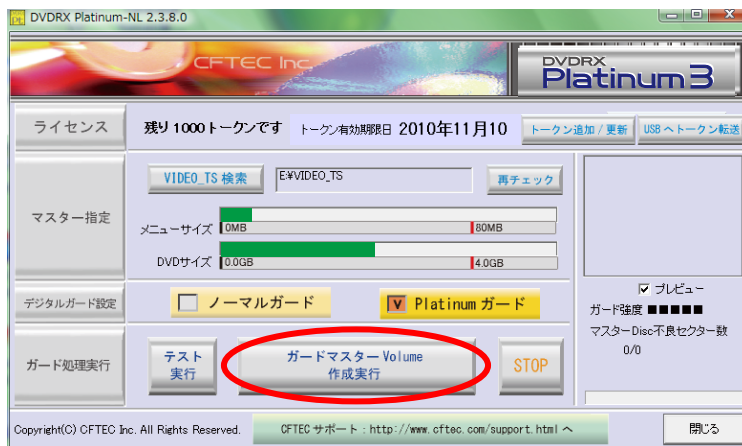 DVDRX Platinum-NL 2.3.8.0
CFTEC Inc.
DVDRX
Platinum 3
ライセンス
残り 1000トークンです トークン有効期限日 2010年11月10
トークン追加 / 更新
USB へトークン転送
マスター指定
VIDEO_TS 検索
E:¥VIDEO_TS
再チェック
メニューサイズ 0MB 80MB
DVDサイズ 0.0GB 4.0GB
プレビュー
デジタルガード設定
ノーマルガード
V Platinum ガード
ガード強度 ■■■■■
マスターDisc不良セクター数
0/0
ガード処理実行
テスト
実行
ガードマスター Volume
作成実行
STOP
Copyright(C) CFTEC Inc. All Rights Reserved.
CFTEC サポート : http://www.cftec.com/support.html へ
閉じる